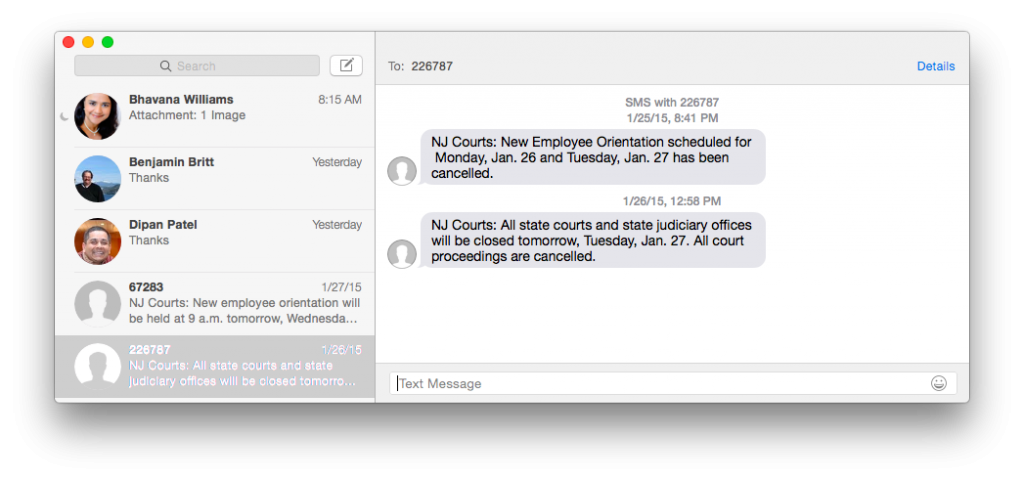 Search
Bhavana Williams 8:15 AM
Attachment: 1 Image
Benjamin Britt Yesterday
Thanks
Dipan Patel Yesterday
Thanks
67283 1/27/15
NJ Courts: New employee orientation will
be held at 9 a.m. tomorrow, Wednesda…
226787 1/26/15
NJ Courts: All state courts and state
judiciary offices will be closed tomorro…
To: 226787 Details
SMS with 226787
1/25/15, 8:41 PM
NJ Courts: New Employee Orientation scheduled for
Monday, Jan. 26 and Tuesday, Jan. 27 has been
cancelled.
1/26/15, 12:58 PM
NJ Courts: All state courts and state judiciary offices
will be closed tomorrow, Tuesday, Jan. 27. All court
proceedings are cancelled.
Text Message